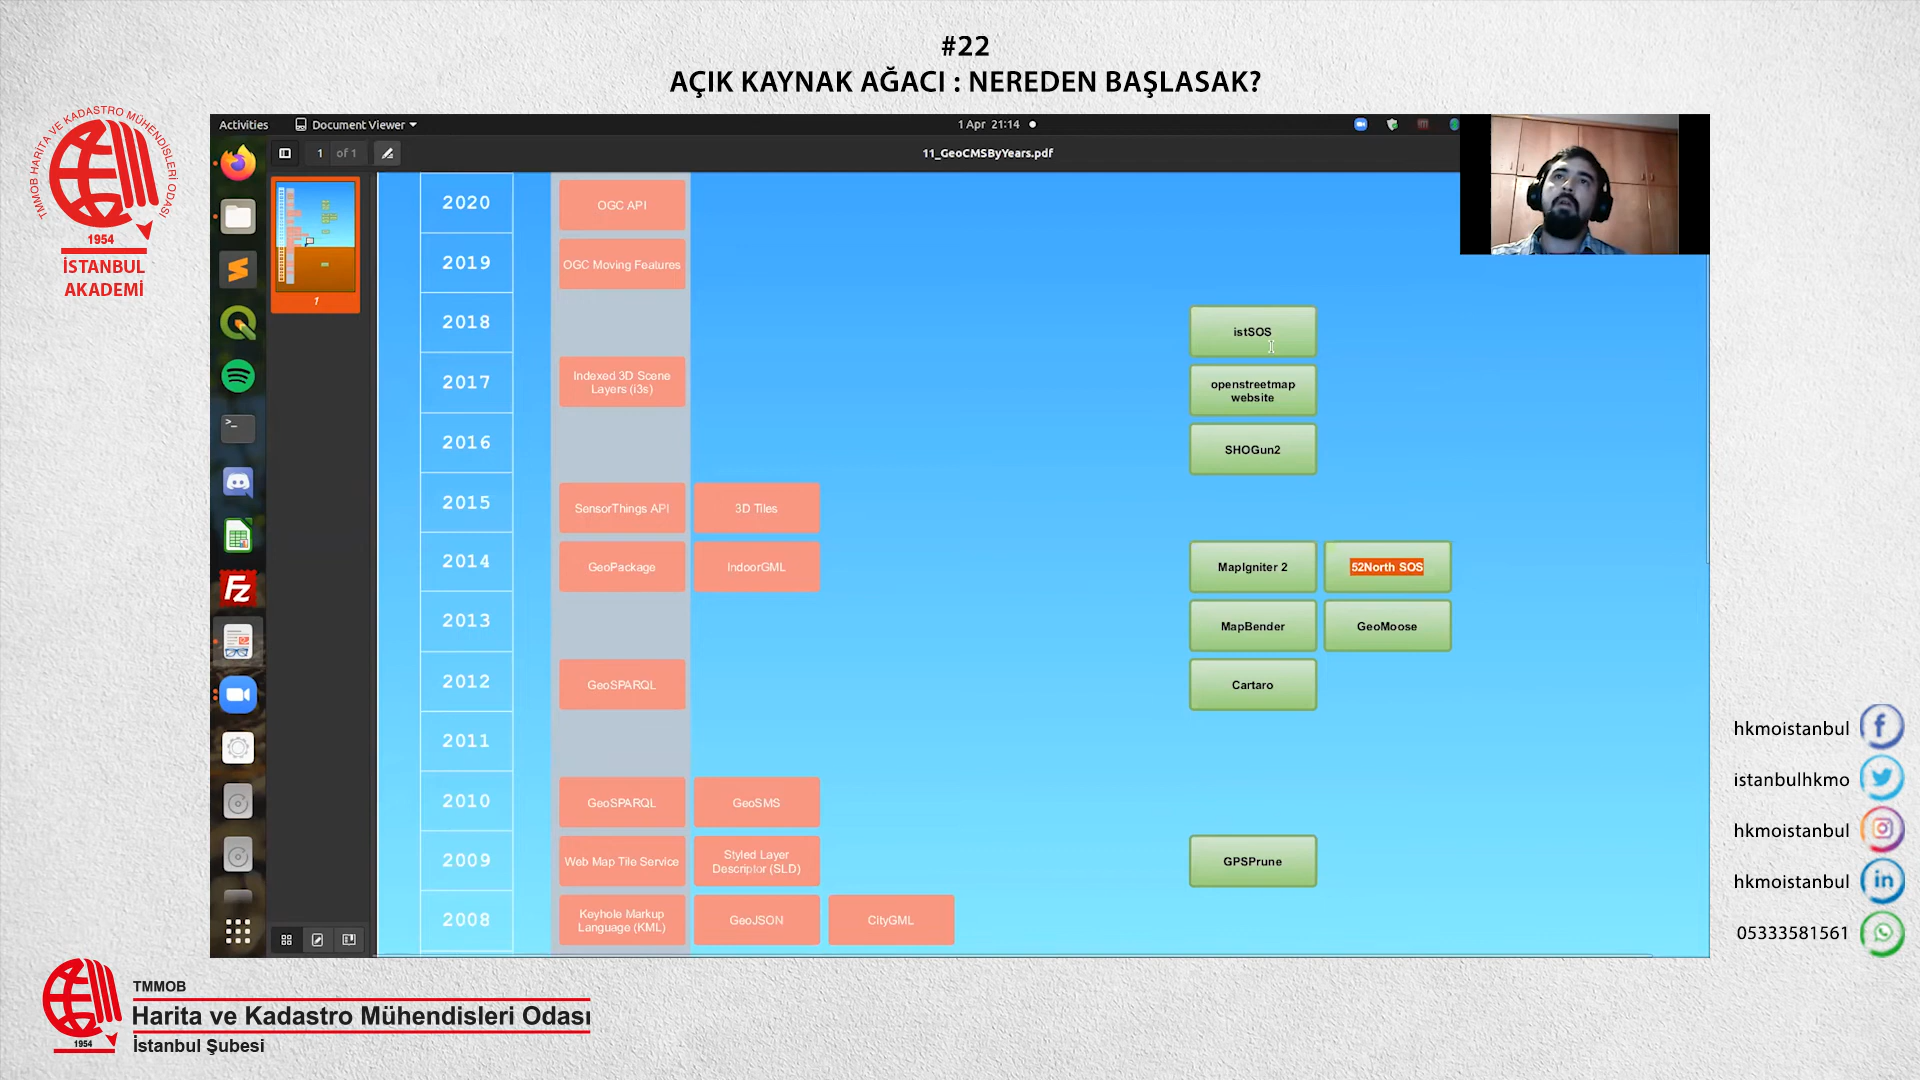 #22
AÇIK KAYNAK AĞACI : NEREDEN BAŞLASAK?
TMMOB HARİTA VE KADASTRO MÜHENDİSLERİ ODASI
1954
İSTANBUL
AKADEMİ
Activities
Document Viewer
1 Apr 21:14
1
of 1
11_GeoCMSByYears.pdf
1
2020
OGC API
2019
OGC Moving Features
2018
istSOS
2017
Indexed 3D Scene
Layers (i3s)
openstreetmap
website
2016
SHOGun2
2015
SensorThings API
3D Tiles
2014
GeoPackage
IndoorGML
MapIgniter 2
52North SOS
2013
MapBender
GeoMoose
2012
GeoSPARQL
Cartaro
2011
2010
GeoSPARQL
GeoSMS
2009
Web Map Tile Service
Styled Layer
Descriptor (SLD)
GPSPrune
2008
Keyhole Markup
Language (KML)
GeoJSON
CityGML
hkmoistanbul
istanbulhkmo
hkmoistanbul
hkmoistanbul
05333581561
1954
TMMOB
Harita ve Kadastro Mühendisleri Odası
İstanbul Şubesi